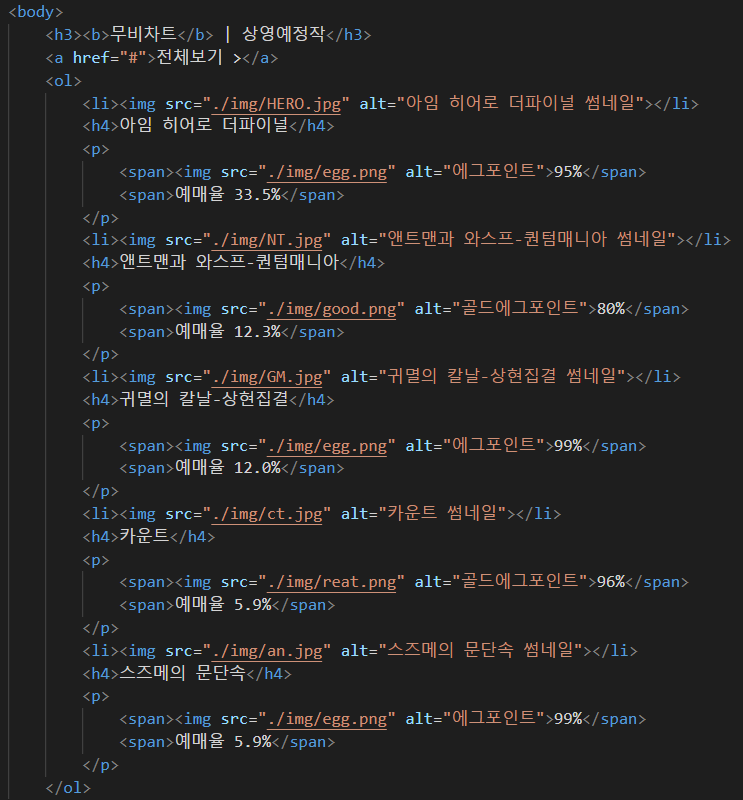 <body>
<h3><b>무비차트</b> | 상영예정작</h3>
<a href="#">전체보기 ></a>
<ol>
<li><img src="./img/HERO.jpg" alt="아임 히어로 더파이널 썸네일"></li>
<h4>아임 히어로 더파이널</h4>
<p>
<span><img src="./img/egg.png" alt="에그포인트">95%</span>
<span>예매율 33.5%</span>
</p>
<li><img src="./img/NT.jpg" alt="앤트맨과 와스프-퀀텀매니아 썸네일"></li>
<h4>앤트맨과 와스프-퀀텀매니아</h4>
<p>
<span><img src="./img/good.png" alt="골드에그포인트">80%</span>
<span>예매율 12.3%</span>
</p>
<li><img src="./img/GM.jpg" alt="귀멸의 칼날-상현집결 썸네일"></li>
<h4>귀멸의 칼날-상현집결</h4>
<p>
<span><img src="./img/egg.png" alt="에그포인트">99%</span>
<span>예매율 12.0%</span>
</p>
<li><img src="./img/ct.jpg" alt="카운트 썸네일"></li>
<h4>카운트</h4>
<p>
<span><img src="./img/reat.png" alt="골드에그포인트">96%</span>
<span>예매율 5.9%</span>
</p>
<li><img src="./img/an.jpg" alt="스즈메의 문단속 썸네일"></li>
<h4>스즈메의 문단속</h4>
<p>
<span><img src="./img/egg.png" alt="에그포인트">99%</span>
<span>예매율 5.9%</span>
</p>
</ol>